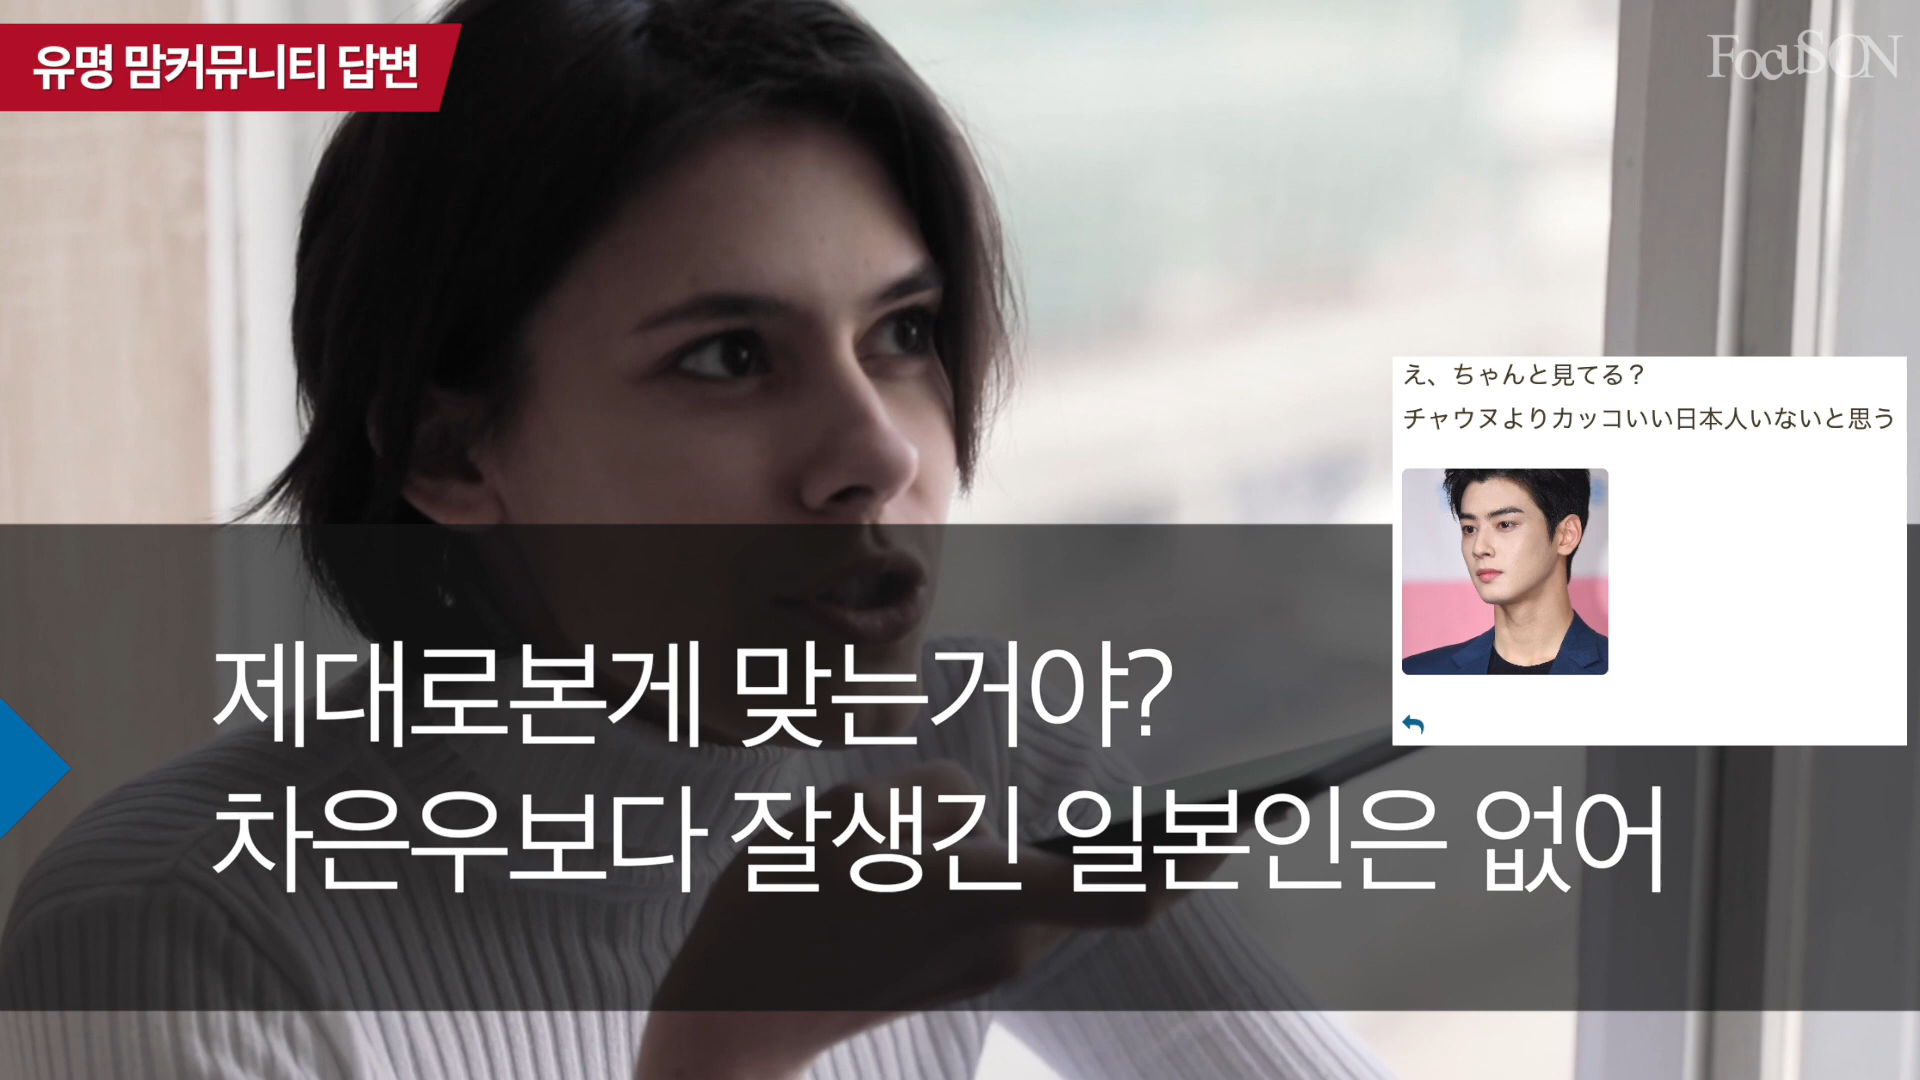 유명 맘커뮤니티 답변
FocuSON
え、ちゃんと見てる？
チャウヌよりカッコいい日本人いないと思う
제대로본게 맞는거야?
차은우보다 잘생긴 일본인은 없어